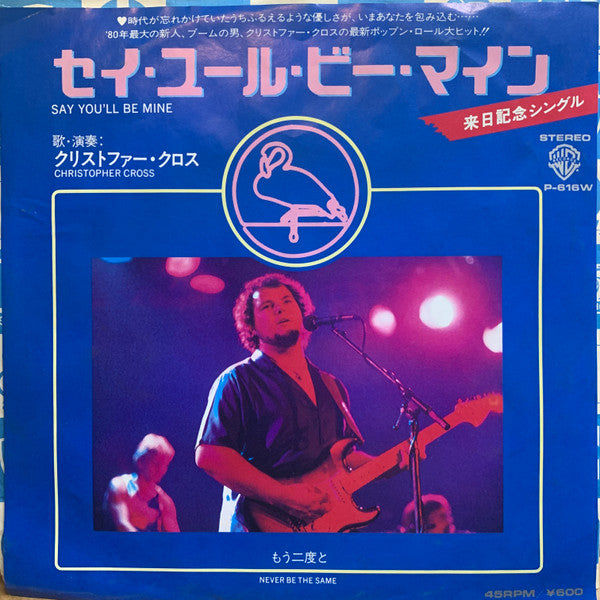 ♥時代が忘れかけていたうちふるえるような優しさが、いまあなたを包み込む……
'80年最大の新人、ブームの男、クリストファー・クロスの最新ポップン・ロール大ヒット!!
セイ・ユール・ビー・マイン
SAY YOU'LL BE MINE
来日記念シングル
歌・演奏:
クリストファー・クロス
CHRISTOPHER CROSS
STEREO
P-616W
もう二度と
NEVER BE THE SAME
45RPM ¥600